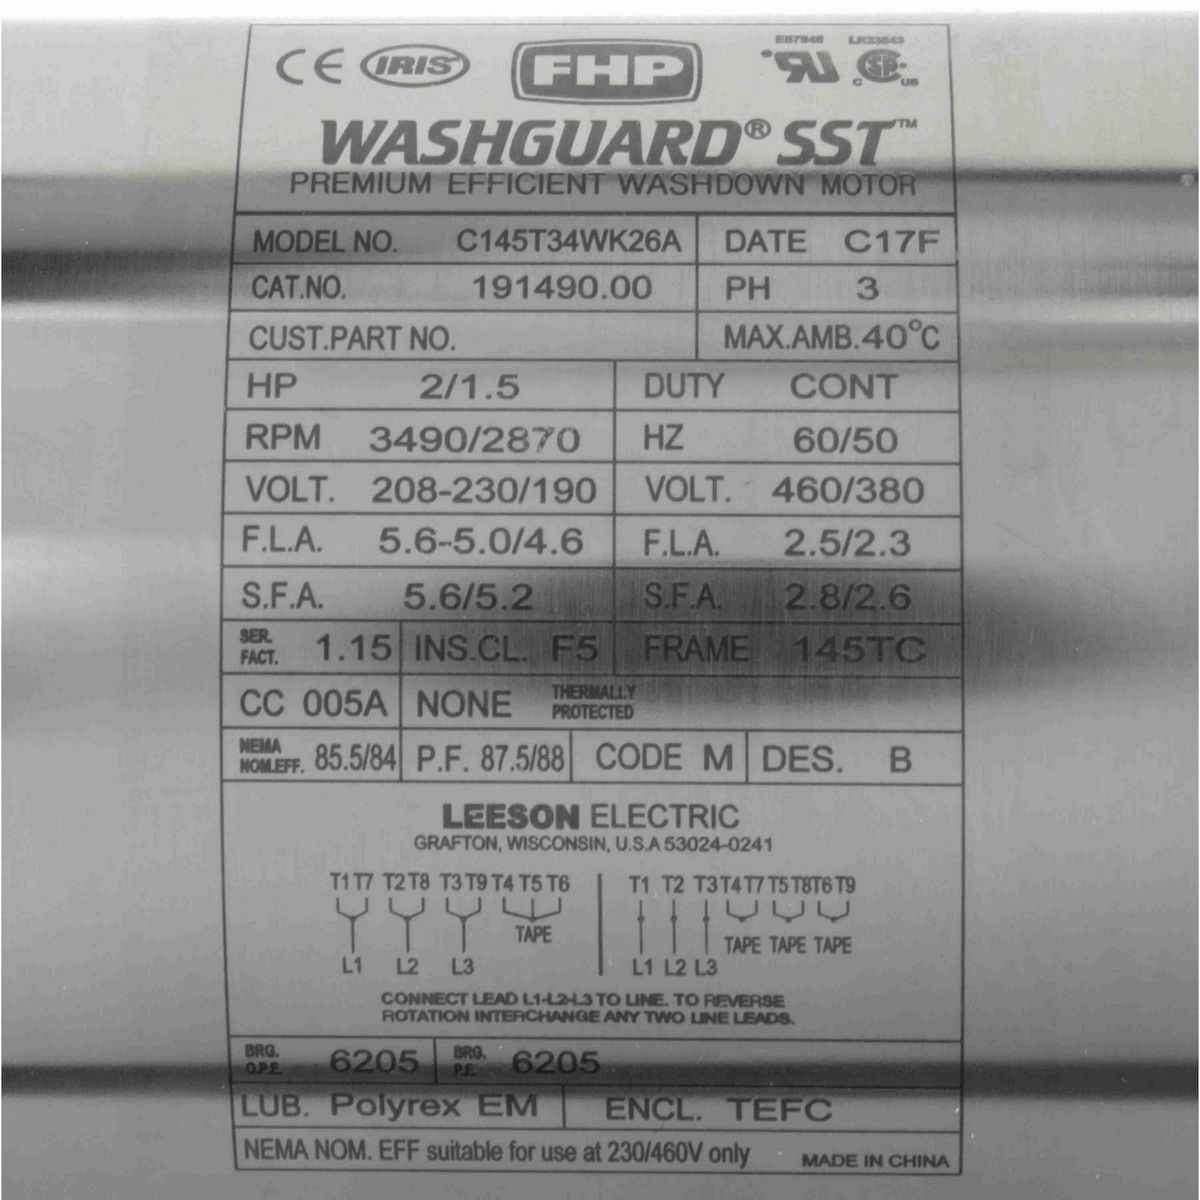 CE IRIS FHP E57948 LR33543
C US
WASHGUARD® SST™
PREMIUM EFFICIENT WASHDOWN MOTOR
MODEL NO. C145T34WK26A DATE C17F
CAT.NO. 191490.00 PH 3
CUST.PART NO. MAX.AMB.40°C
HP 2/1.5 DUTY CONT
RPM 3490/2870 HZ 60/50
VOLT. 208-230/190 VOLT. 460/380
F.L.A. 5.6-5.0/4.6 F.L.A. 2.5/2.3
S.F.A. 5.6/5.2 S.F.A. 2.8/2.6
SER. FACT. 1.15 INS.CL. F5 FRAME 145TC
CC 005A NONE THERMALLY PROTECTED
NEMA NOM.EFF. 85.5/84 P.F. 87.5/88 CODE M DES. B
LEESON ELECTRIC
GRAFTON, WISCONSIN, U.S.A 53024-0241
T1 T7 T2 T8 T3 T9 T4 T5 T6 T1 T2 T3 T4 T7 T5 T8 T6 T9
TAPE TAPE TAPE TAPE
L1 L2 L3 L1 L2 L3
CONNECT LEAD L1-L2-L3 TO LINE. TO REVERSE
ROTATION INTERCHANGE ANY TWO LINE LEADS.
BRG. O.P.E. 6205 BRG. P.E. 6205
LUB. Polyrex EM ENCL. TEFC
NEMA NOM. EFF suitable for use at 230/460V only MADE IN CHINA